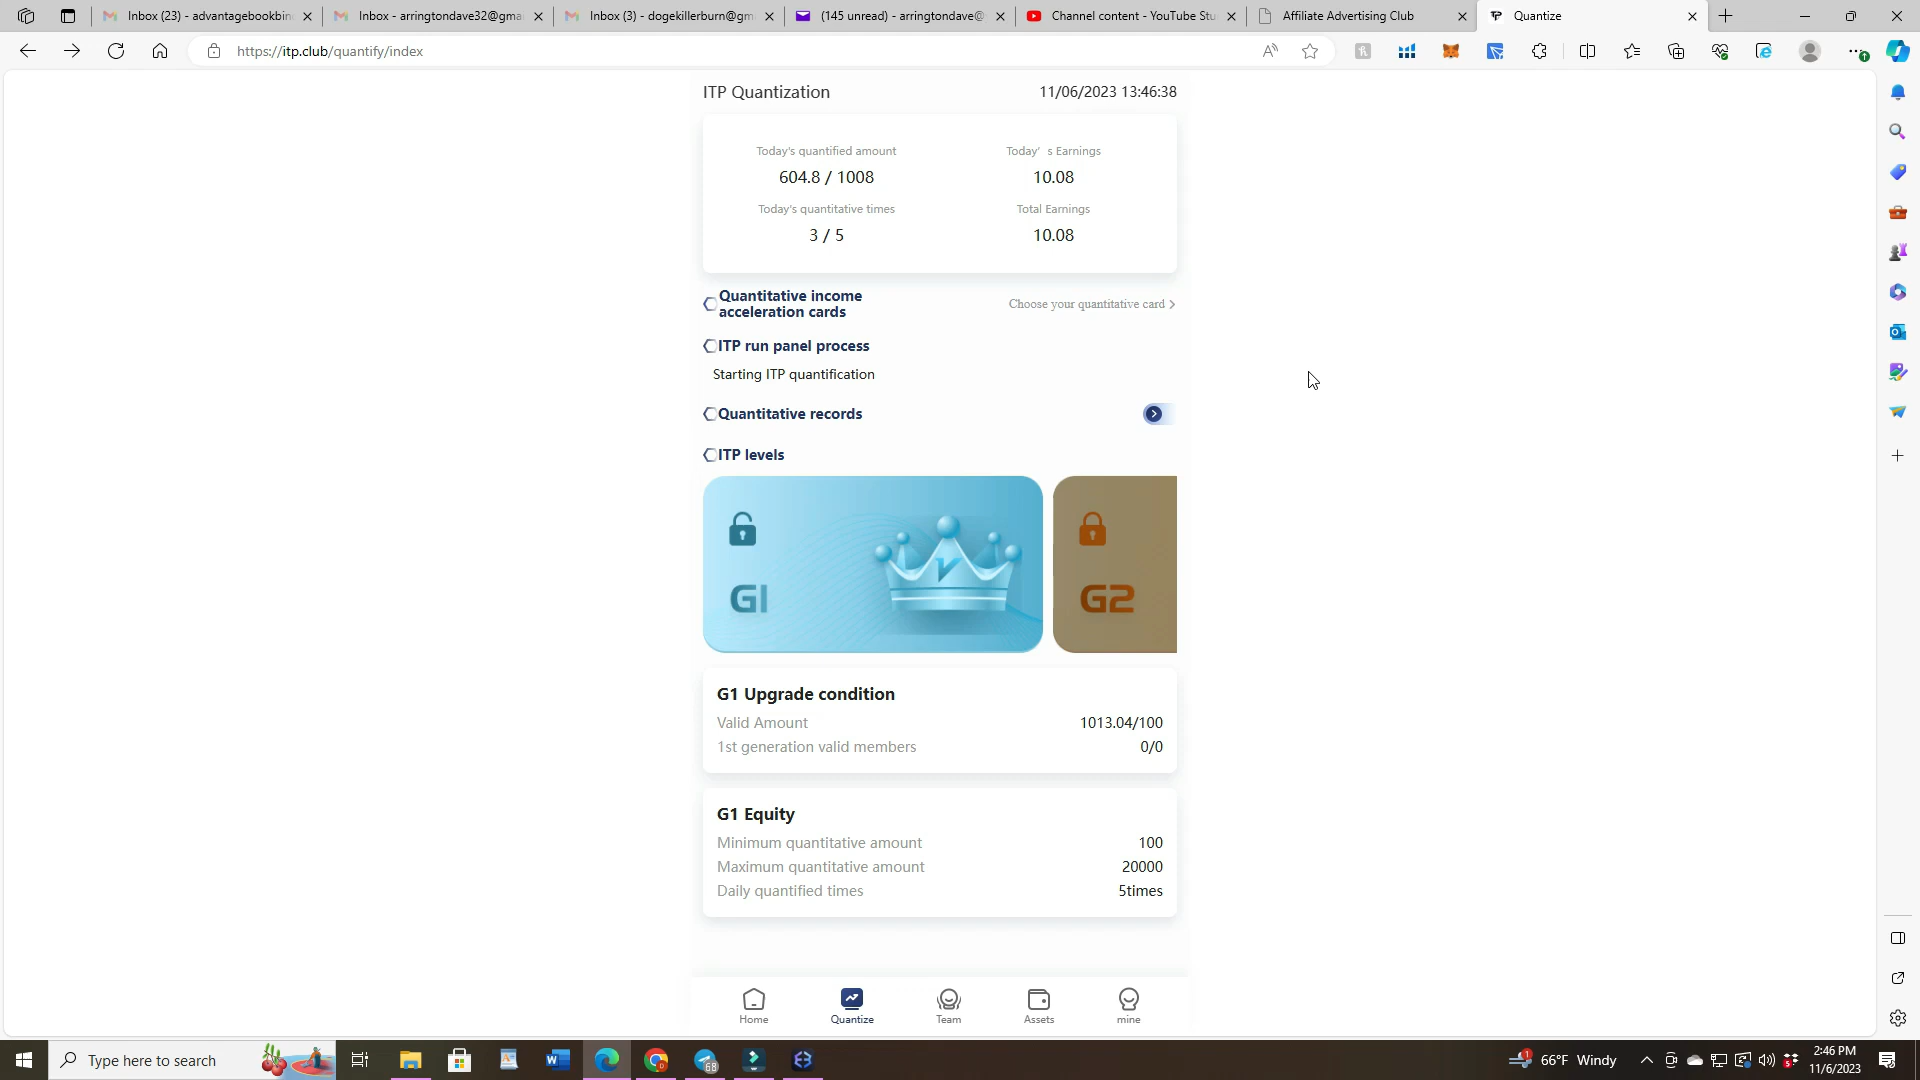 Inbox (23) - advantagebookbin
Inbox - arringtondave32@gma
Inbox (3) - dogekillerburn@gm
(145 unread) - arringtondave@
Channel content - YouTube Stu
Affiliate Advertising Club
Quantize
https://itp.club/quantify/index
ITP Quantization
11/06/2023 13:46:38
Today's quantified amount
Today's Earnings
604.8 / 1008
10.08
Today's quantitative times
Total Earnings
3 / 5
10.08
Quantitative income
acceleration cards
Choose your quantitative card >
ITP run panel process
Starting ITP quantification
Quantitative records
ITP levels
G1
G2
G1 Upgrade condition
Valid Amount
1013.04/100
1st generation valid members
0/0
G1 Equity
Minimum quantitative amount
100
Maximum quantitative amount
20000
Daily quantified times
5times
Home
Quantize
Team
Assets
mine
Type here to search
68
1
66°F Windy
5
2:46 PM
11/6/2023